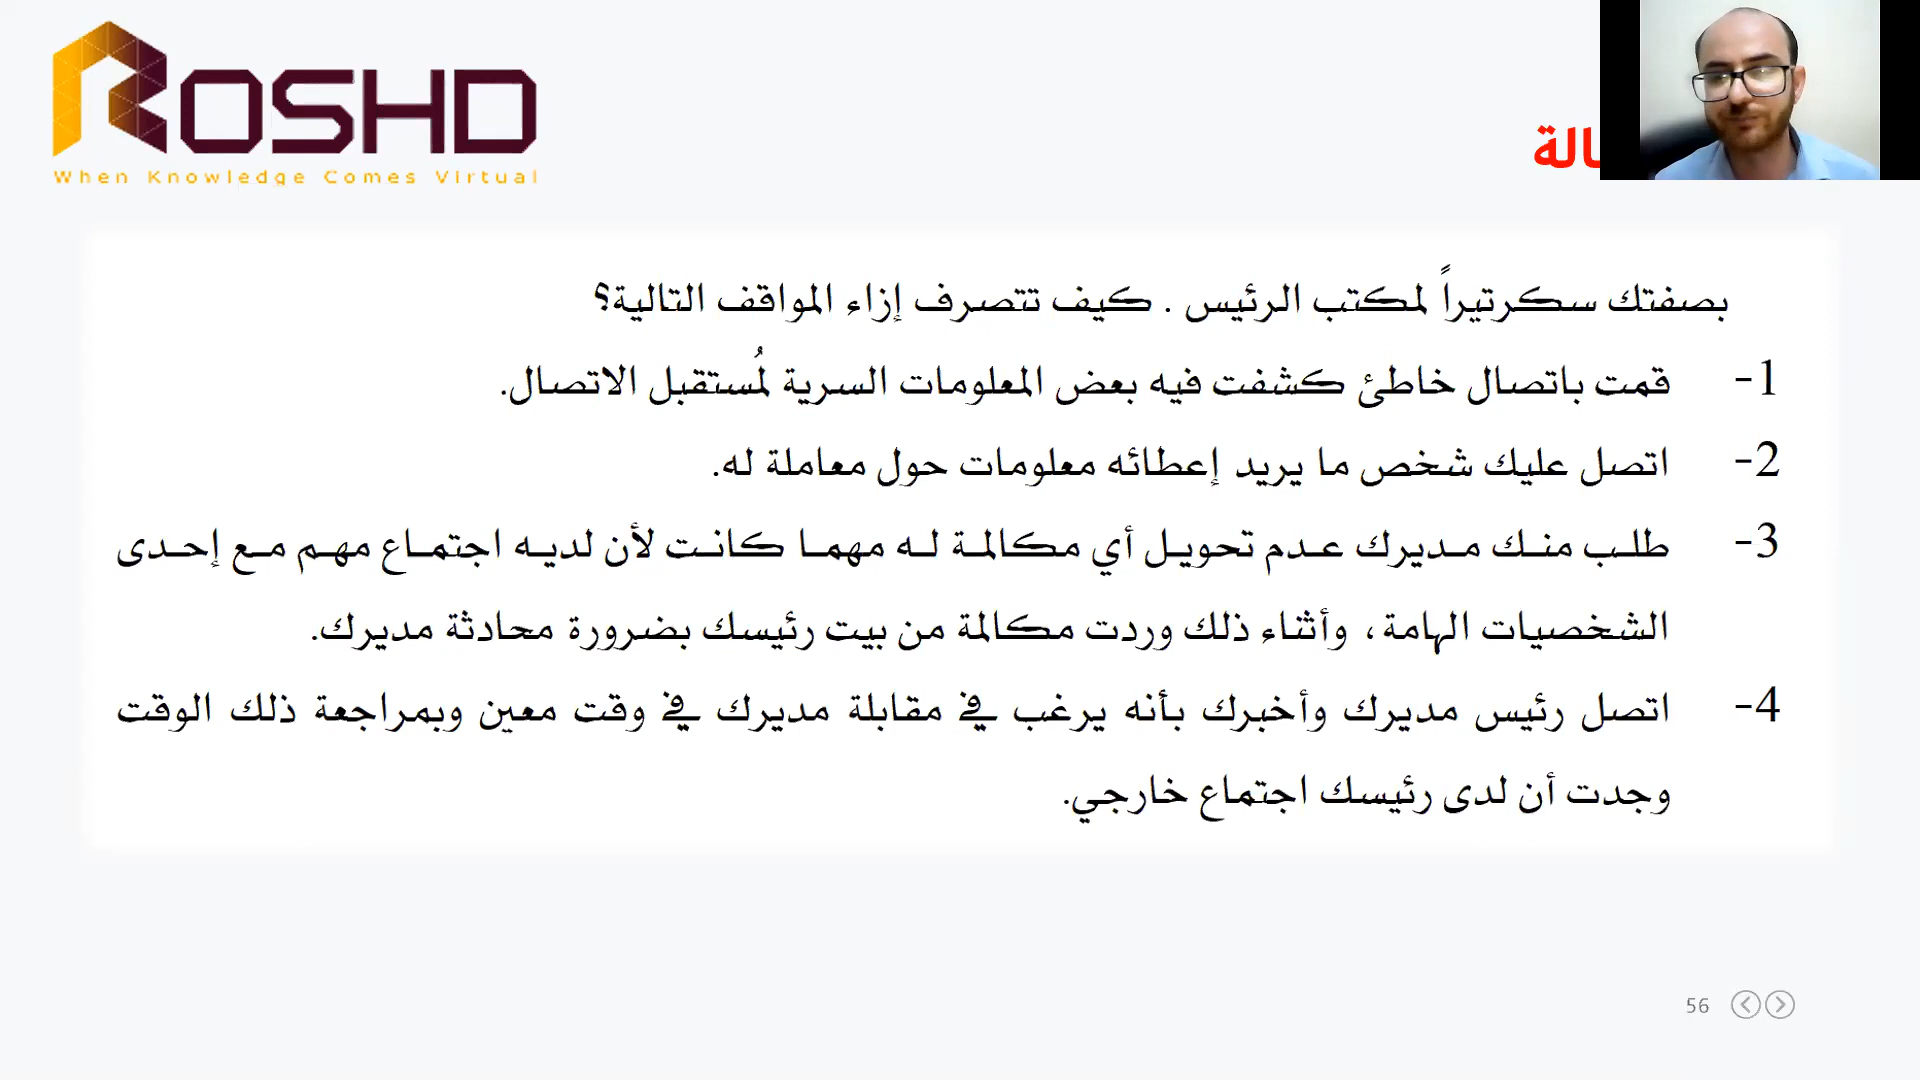 ROSHD
When Knowledge Comes Virtual
بصفتك سكرتيراً لمكتب الرئيس . كيف تتصرف إزاء المواقف التالية؟
1- قمت باتصال خاطئ كشفت فيه بعض المعلومات السرية لمُستقبل الاتصال.
2- اتصل عليك شخص ما يريد إعطائه معلومات حول معاملة له.
3- طلب منك مديرك عدم تحويل أي مكالمة له مهما كانت لأن لديه اجتماع مهم مع إحدى
الشخصيات الهامة، وأثناء ذلك وردت مكالمة من بيت رئيسك بضرورة محادثة مديرك.
4- اتصل رئيس مديرك وأخبرك بأنه يرغب في مقابلة مديرك في وقت معين وبمراجعة ذلك الوقت
وجدت أن لدى رئيسك اجتماع خارجي.
56